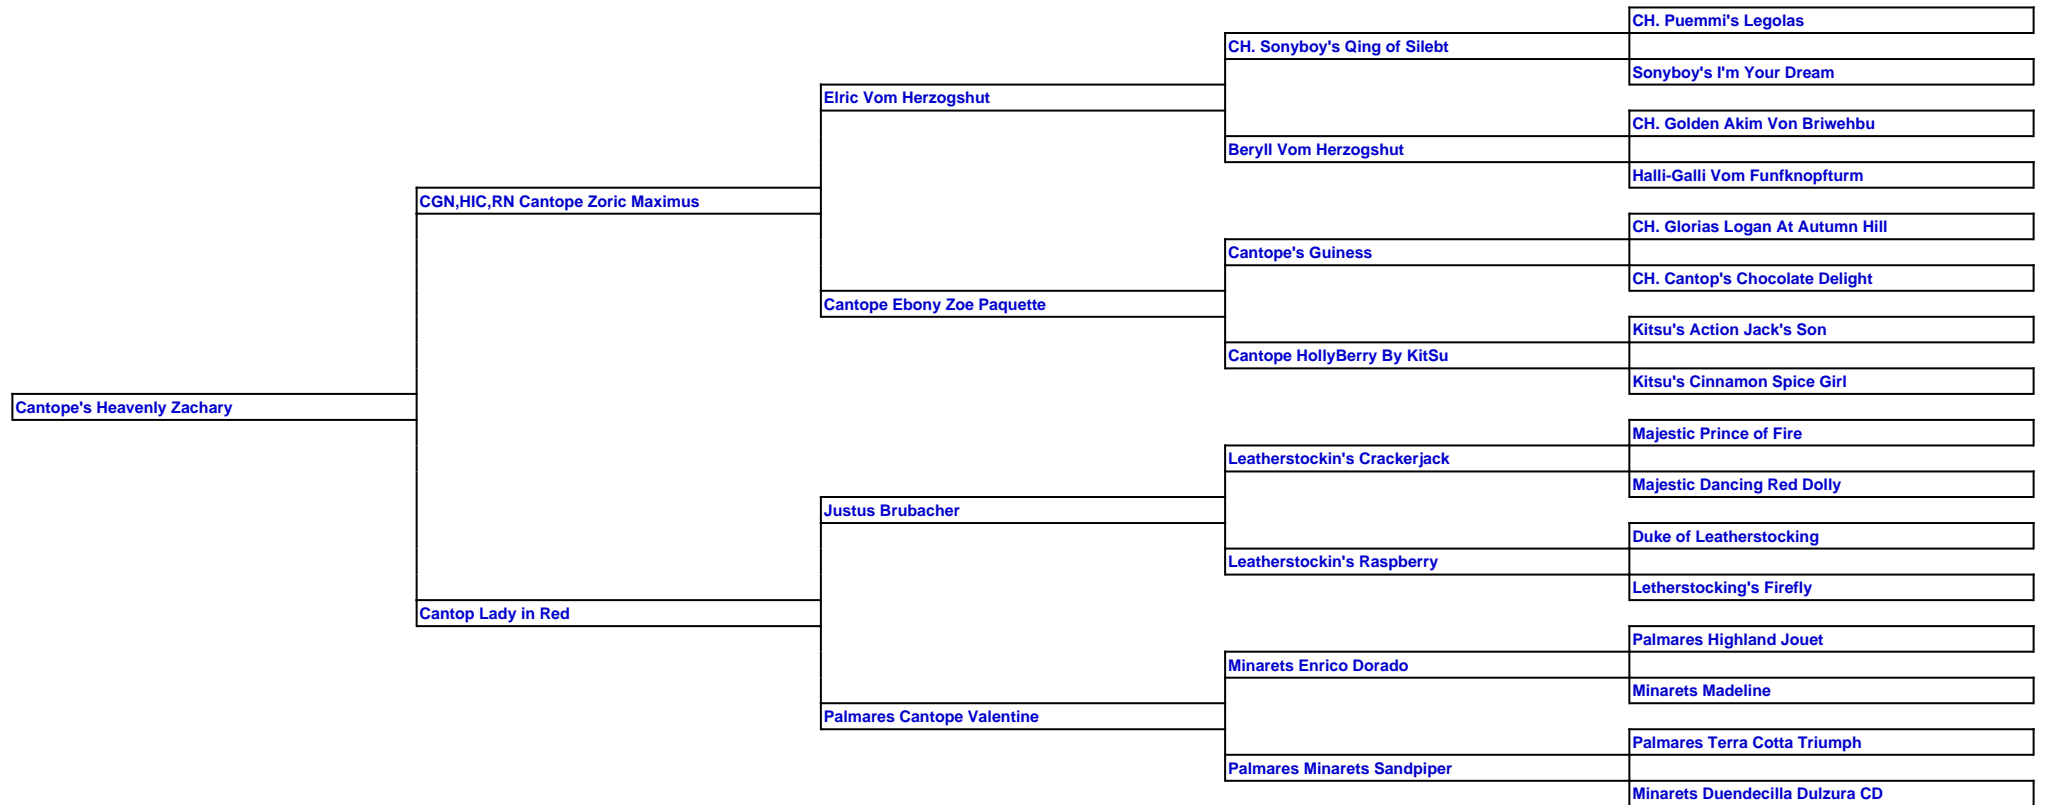 CH. Puemmi's Legolas
CH. Sonyboy's Qing of Silebt
Sonyboy's I'm Your Dream
Elric Vom Herzogshut
CH. Golden Akim Von Briwehbu
Beryll Vom Herzogshut
Halli-Galli Vom Funfknopfturm
CGN,HIC,RN Cantope Zoric Maximus
CH. Glorias Logan At Autumn Hill
Cantope's Guiness
CH. Cantop's Chocolate Delight
Cantope Ebony Zoe Paquette
Kitsu's Action Jack's Son
Cantope HollyBerry By KitSu
Kitsu's Cinnamon Spice Girl
Cantope's Heavenly Zachary
Majestic Prince of Fire
Leatherstockin's Crackerjack
Majestic Dancing Red Dolly
Justus Brubacher
Duke of Leatherstocking
Leatherstockin's Raspberry
Letherstocking's Firefly
Cantop Lady in Red
Palmares Highland Jouet
Minarets Enrico Dorado
Minarets Madeline
Palmares Cantope Valentine
Palmares Terra Cotta Triumph
Palmares Minarets Sandpiper
Minarets Duendecilla Dulzura CD